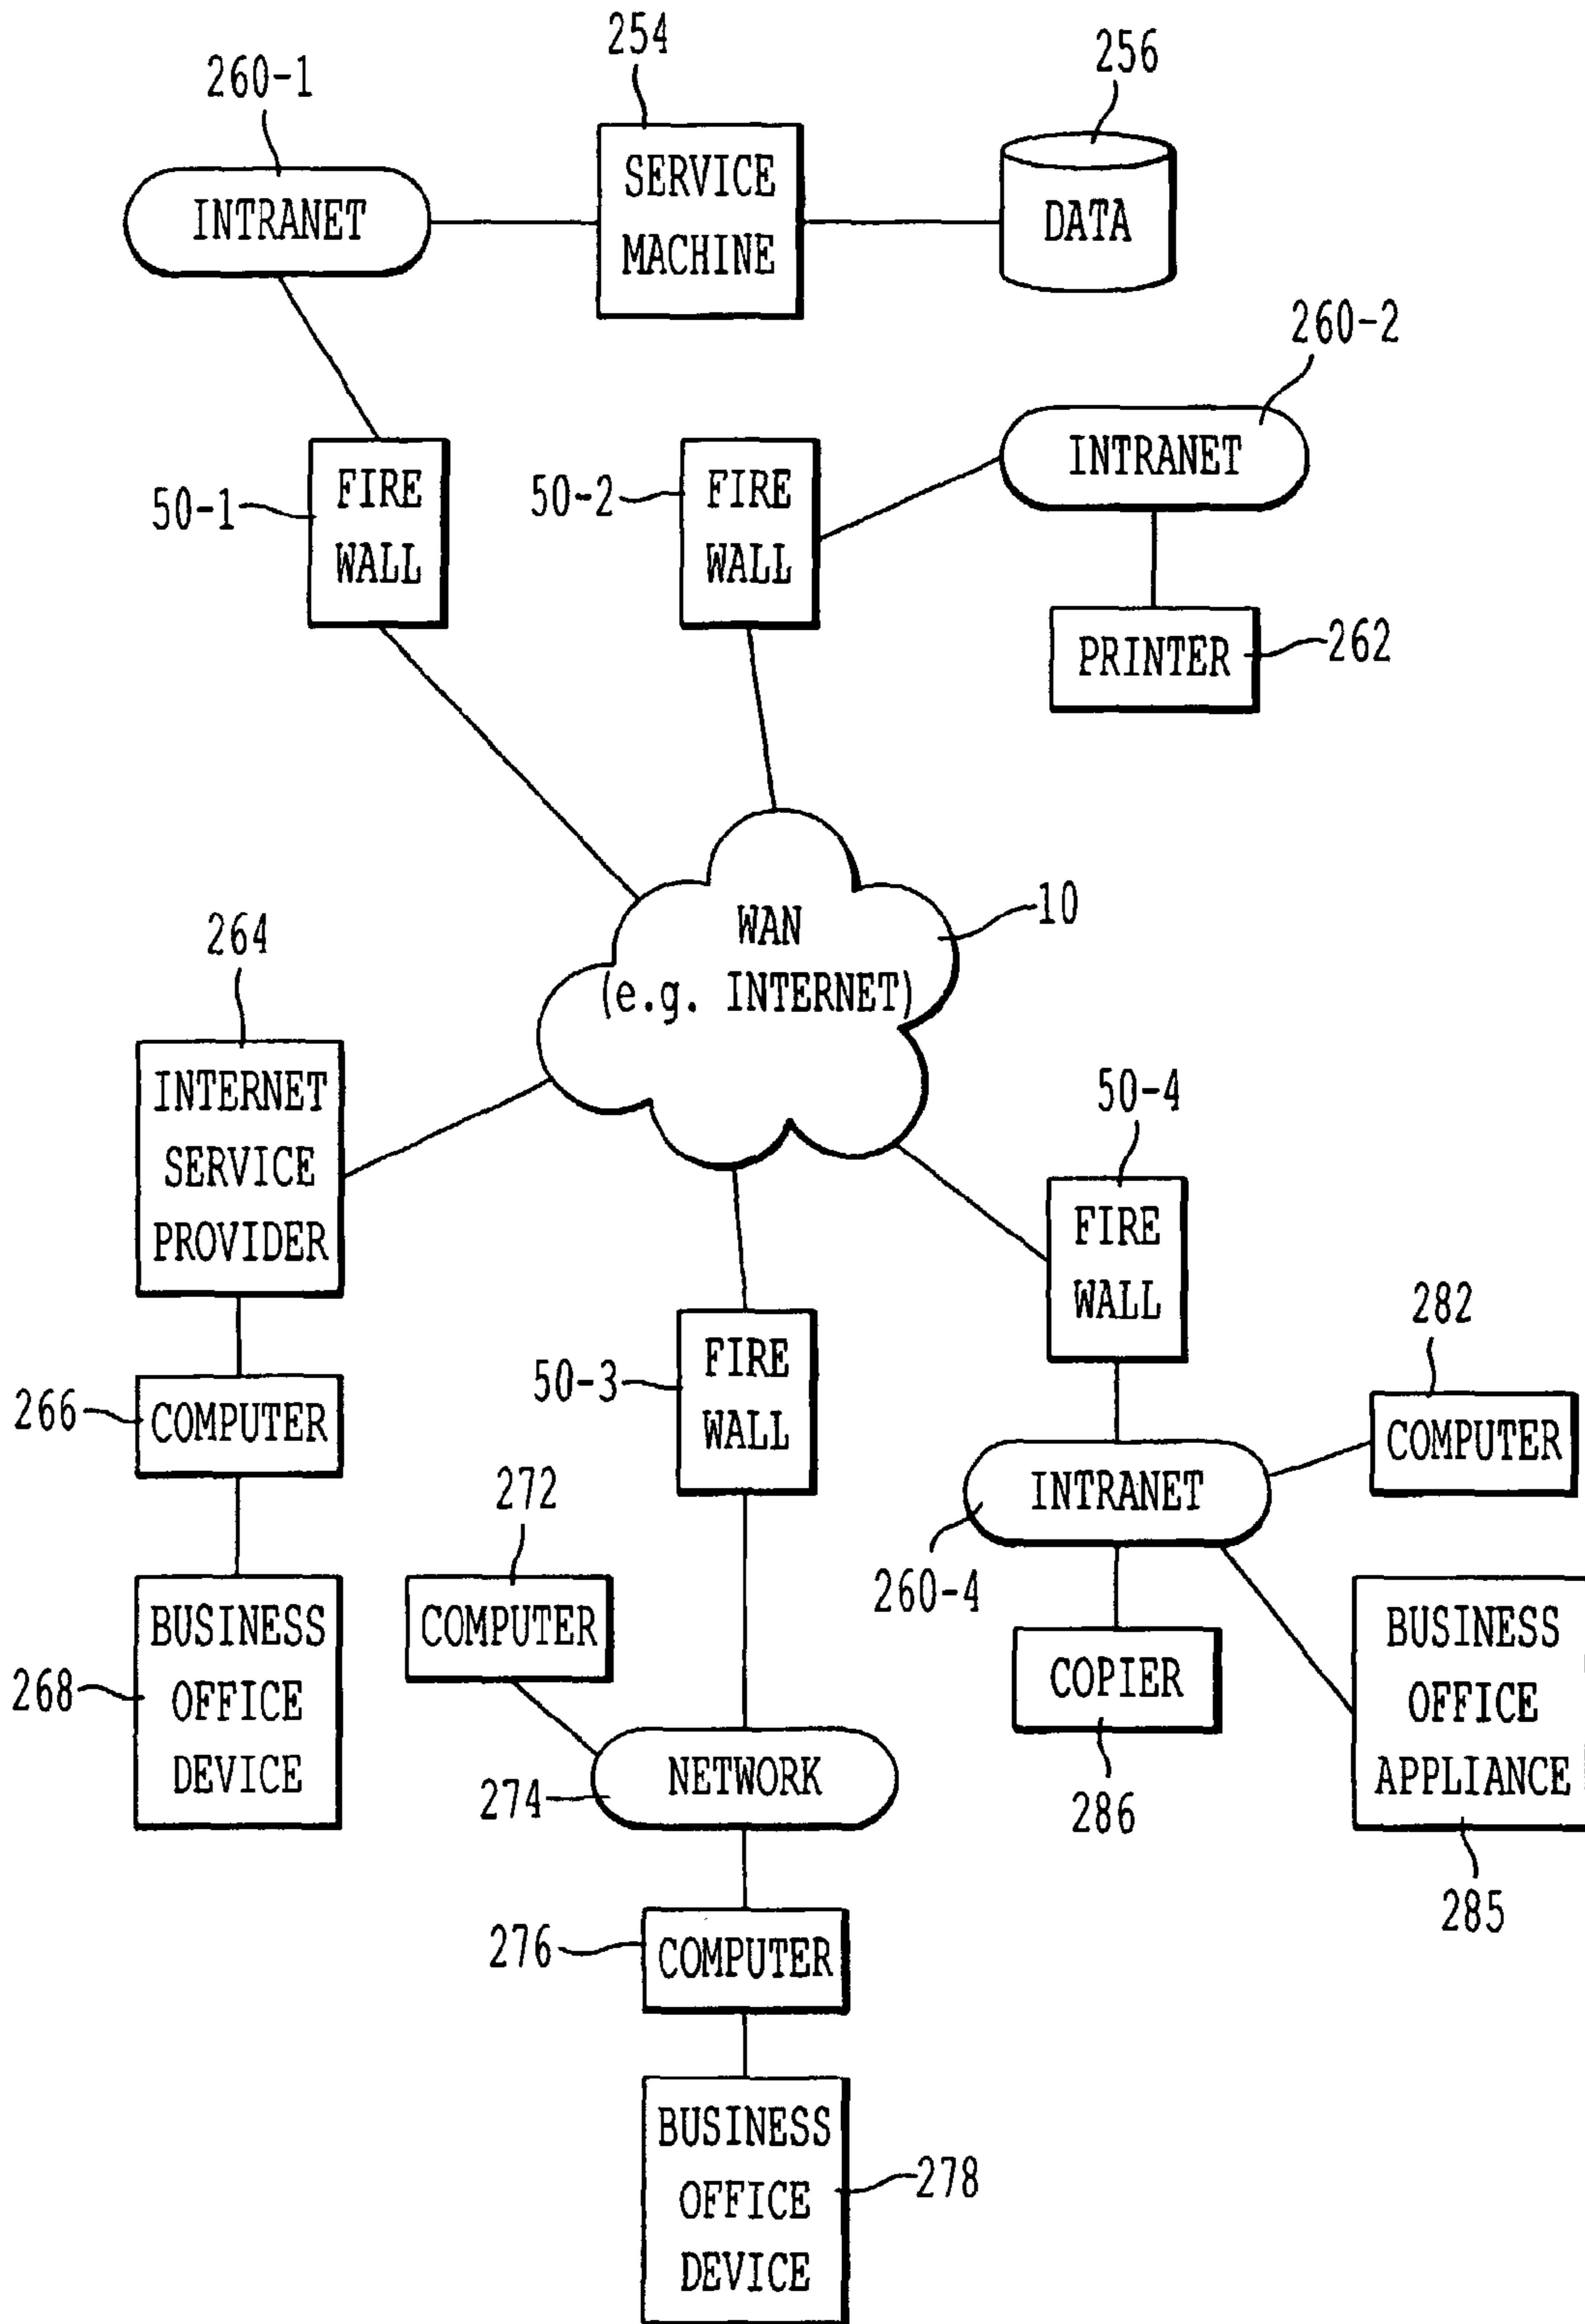 254
256
260-1
SERVICE
MACHINE
INTRANET
DATA
260-2
INTRANET
50-1
FIRE
WALL
50-2
FIRE
WALL
PRINTER
262
10
WAN
(e.g. INTERNET)
264
INTERNET
SERVICE
PROVIDER
50-4
FIRE
WALL
282
COMPUTER
50-3
FIRE
WALL
266
COMPUTER
272
COMPUTER
INTRANET
260-4
268
BUSINESS
OFFICE
DEVICE
COPIER
286
BUSINESS
OFFICE
APPLIANCE
285
NETWORK
274
276
COMPUTER
BUSINESS
OFFICE
DEVICE
278